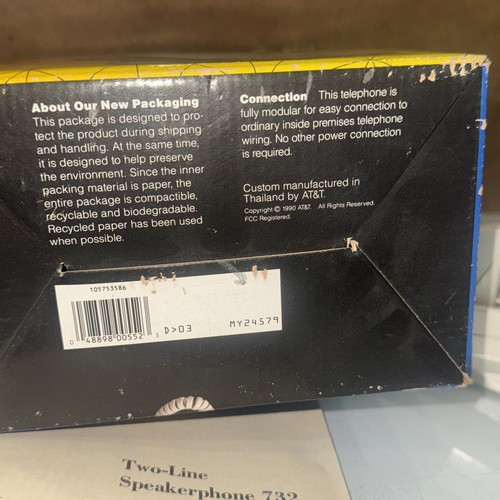 About Our New Packaging
This package is designed to pro-
tect the product during shipping
and handling. At the same time,
it is designed to help preserve
the environment. Since the inner
packing material is paper, the
entire package is compactible,
recyclable and biodegradable.
Recycled paper has been used
when possible.
Connection This telephone is
fully modular for easy connection to
ordinary inside premises telephone
wiring. No other power connection
is required.
Custom manufactured in
Thailand by AT&T.
Copyright © 1990 AT&T. All Rights Reserved.
FCC Registered.
105753586
0 48898 00552 3
D>03
MY24579
Two-Line
Speakerphone 732